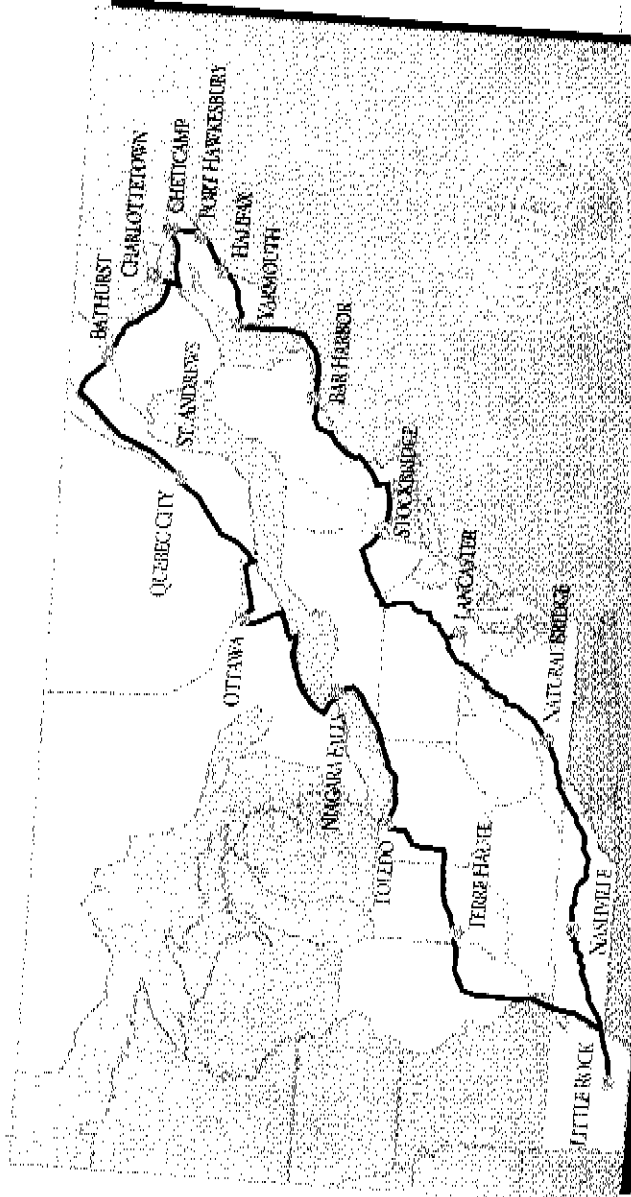 BATHURST
CHARLOTTETOWN
CHETICAMP
PORT HAWKESBURY
HALIFAX
YARMOUTH
ST. ANDREWS
QUEBEC CITY
BAR HARBOR
OTTAWA
STOCKBRIDGE
NIAGARA FALLS
LANCASTER
TOLEDO
NATURAL BRIDGE
TERRE HAUTE
NASHVILLE
LITTLE ROCK